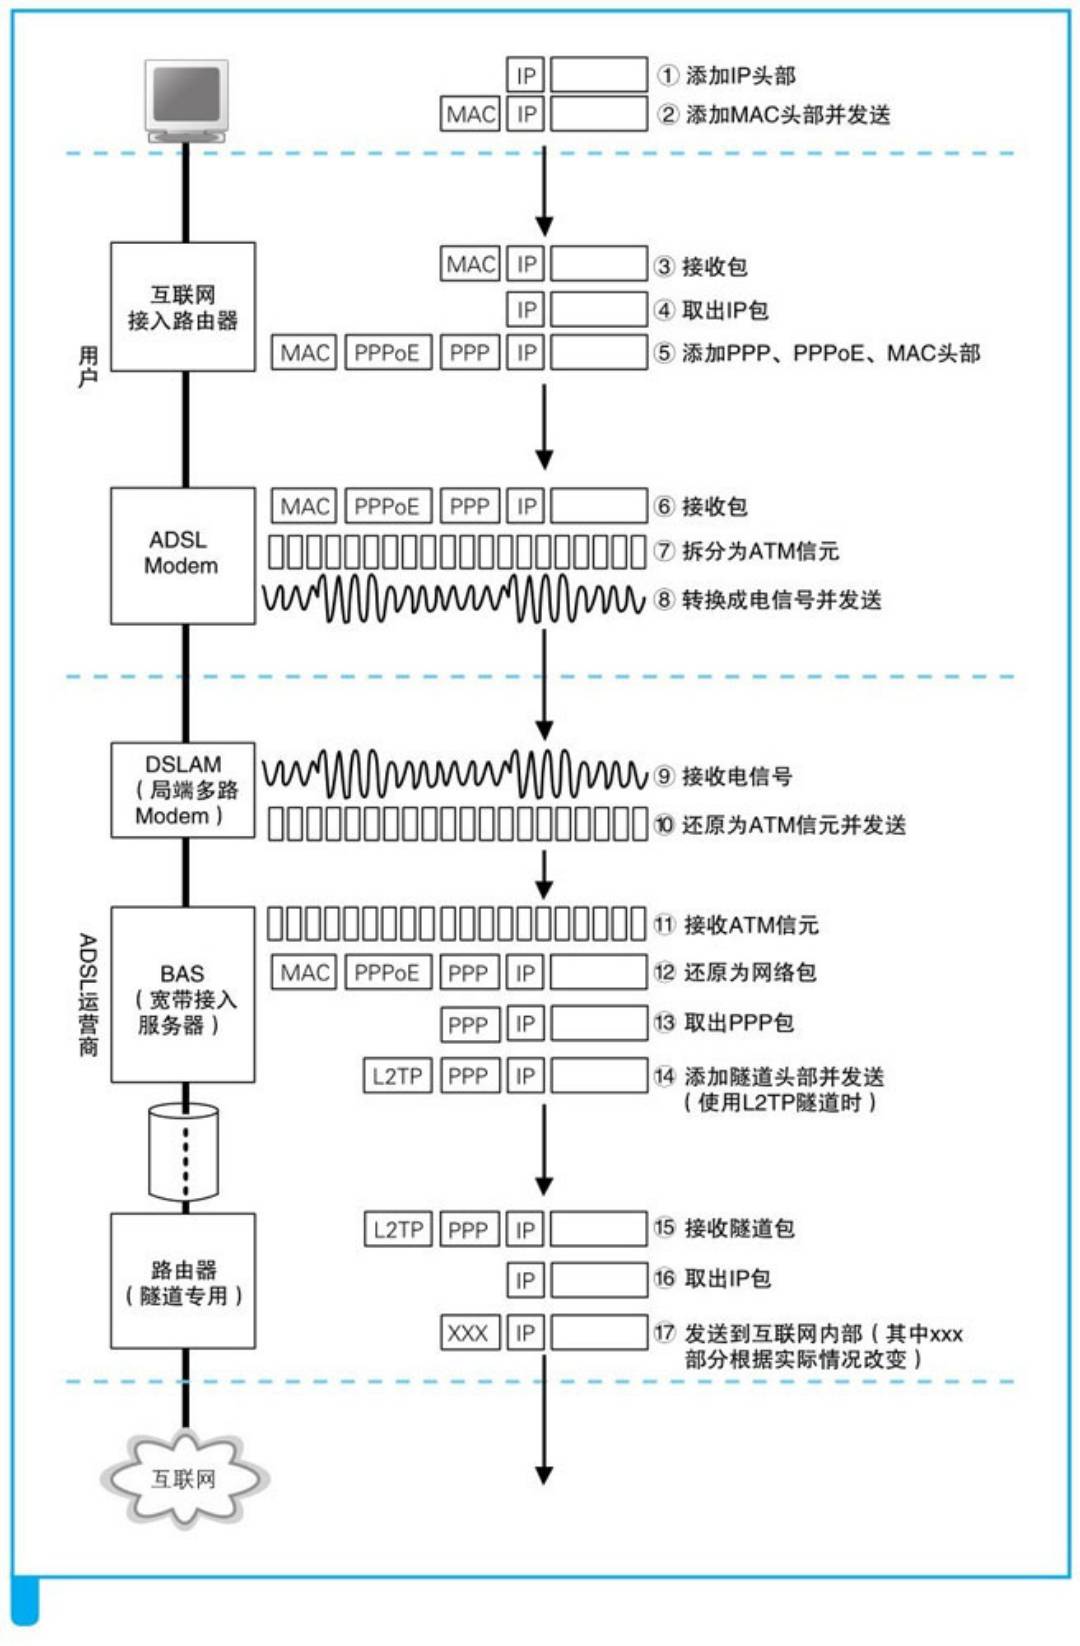 IP ① 添加IP头部
MAC IP ② 添加MAC头部并发送
用户
互联网
接入路由器
MAC IP ③ 接收包
IP ④ 取出IP包
MAC PPPoE PPP IP ⑤ 添加PPP、PPPoE、MAC头部
ADSL
Modem
MAC PPPoE PPP IP ⑥ 接收包
⑦ 拆分为ATM信元
⑧ 转换成电信号并发送
ADSL运营商
DSLAM
（局端多路
Modem）
⑨ 接收电信号
⑩ 还原为ATM信元并发送
BAS
（宽带接入
服务器）
⑪ 接收ATM信元
MAC PPPoE PPP IP ⑫ 还原为网络包
PPP IP ⑬ 取出PPP包
L2TP PPP IP ⑭ 添加隧道头部并发送
（使用L2TP隧道时）
路由器
（隧道专用）
L2TP PPP IP ⑮ 接收隧道包
IP ⑯ 取出IP包
XXX IP ⑰ 发送到互联网内部（其中xxx
部分根据实际情况改变）
互联网